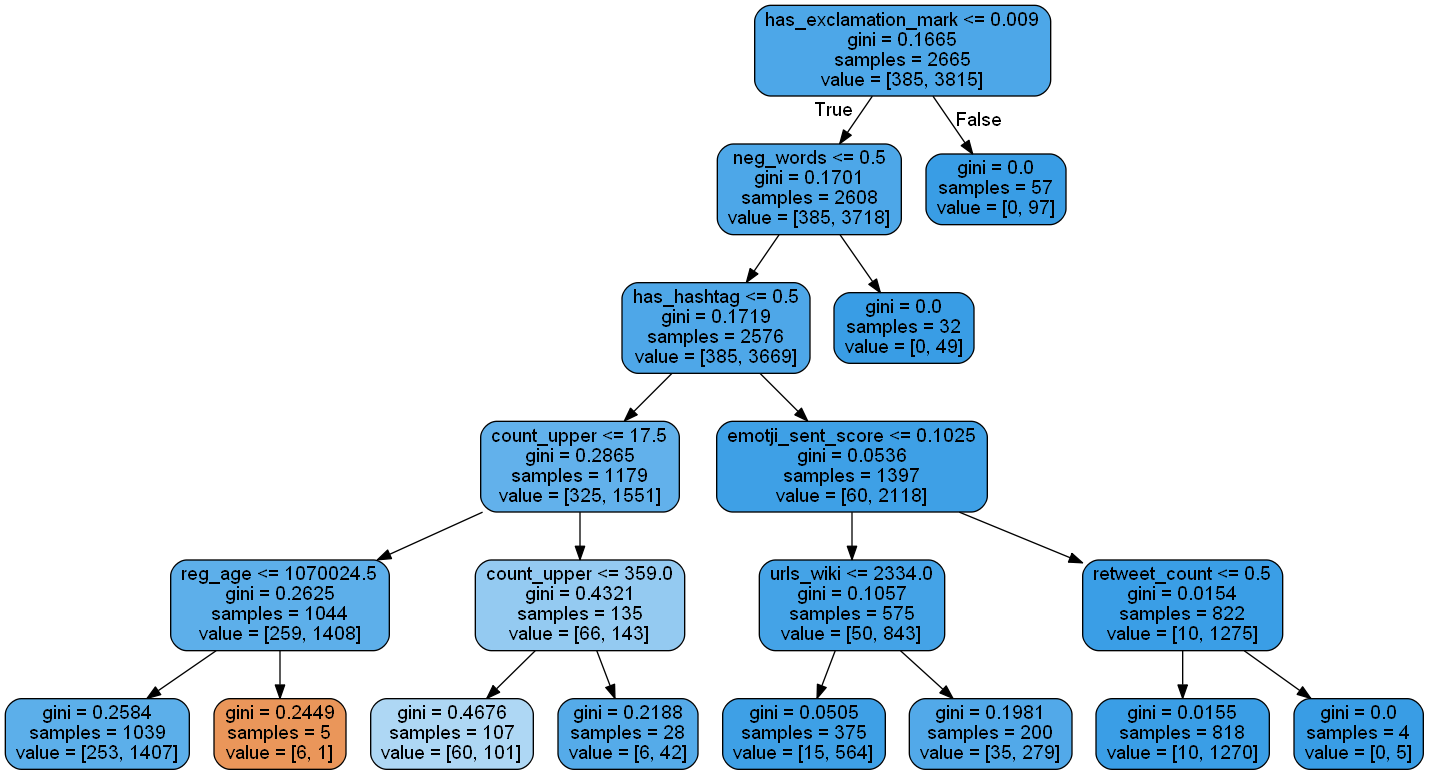 has_exclamation_mark <= 0.009
gini = 0.1665
samples = 2665
value = [385, 3815]
True
False
neg_words <= 0.5
gini = 0.1701
samples = 2608
value = [385, 3718]
gini = 0.0
samples = 57
value = [0, 97]
has_hashtag <= 0.5
gini = 0.1719
samples = 2576
value = [385, 3669]
gini = 0.0
samples = 32
value = [0, 49]
count_upper <= 17.5
gini = 0.2865
samples = 1179
value = [325, 1551]
emotji_sent_score <= 0.1025
gini = 0.0536
samples = 1397
value = [60, 2118]
reg_age <= 1070024.5
gini = 0.2625
samples = 1044
value = [259, 1408]
count_upper <= 359.0
gini = 0.4321
samples = 135
value = [66, 143]
urls_wiki <= 2334.0
gini = 0.1057
samples = 575
value = [50, 843]
retweet_count <= 0.5
gini = 0.0154
samples = 822
value = [10, 1275]
gini = 0.2584
samples = 1039
value = [253, 1407]
gini = 0.2449
samples = 5
value = [6, 1]
gini = 0.4676
samples = 107
value = [60, 101]
gini = 0.2188
samples = 28
value = [6, 42]
gini = 0.0505
samples = 375
value = [15, 564]
gini = 0.1981
samples = 200
value = [35, 279]
gini = 0.0155
samples = 818
value = [10, 1270]
gini = 0.0
samples = 4
value = [0, 5]